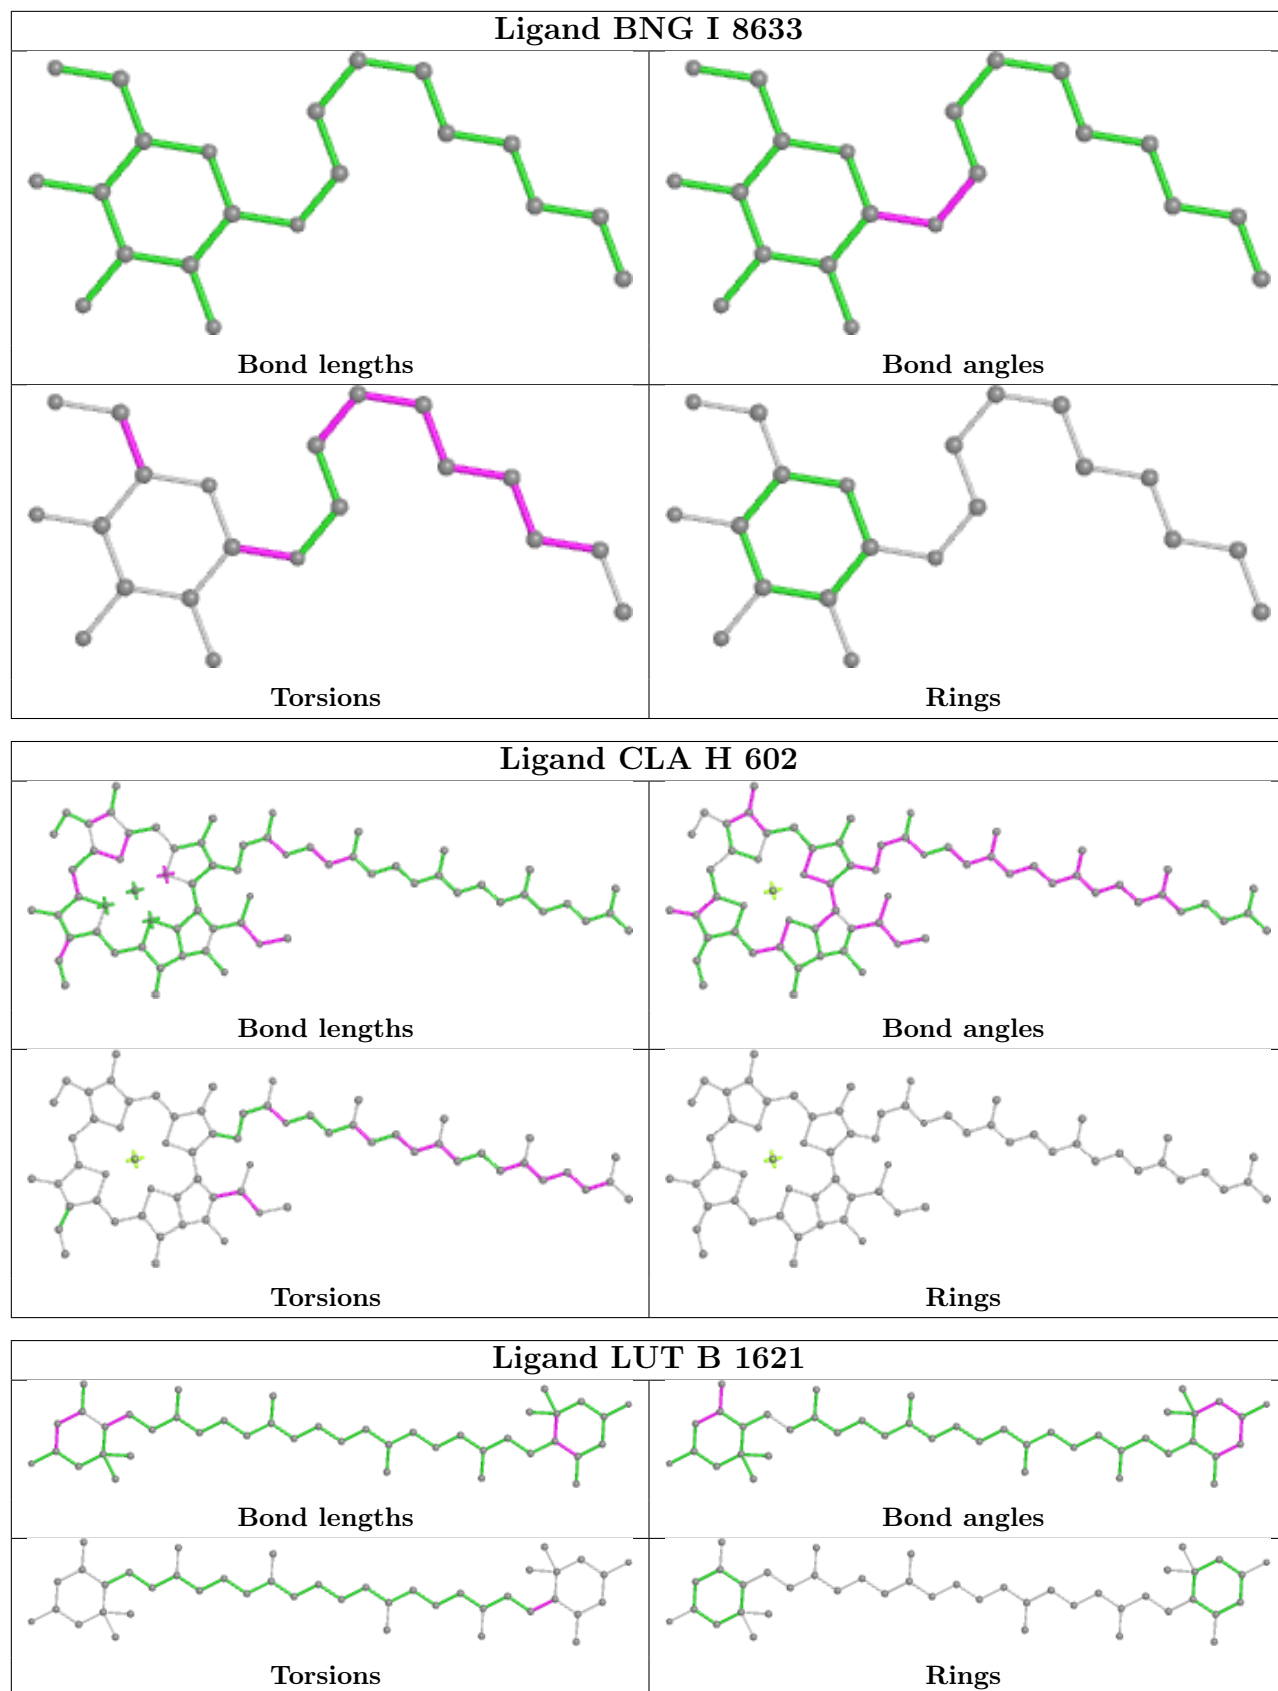 Ligand BNG I 8633
Bond lengths
Bond angles
Torsions
Rings
Ligand CLA H 602
Bond lengths
Bond angles
Torsions
Rings
Ligand LUT B 1621
Bond lengths
Bond angles
Torsions
Rings